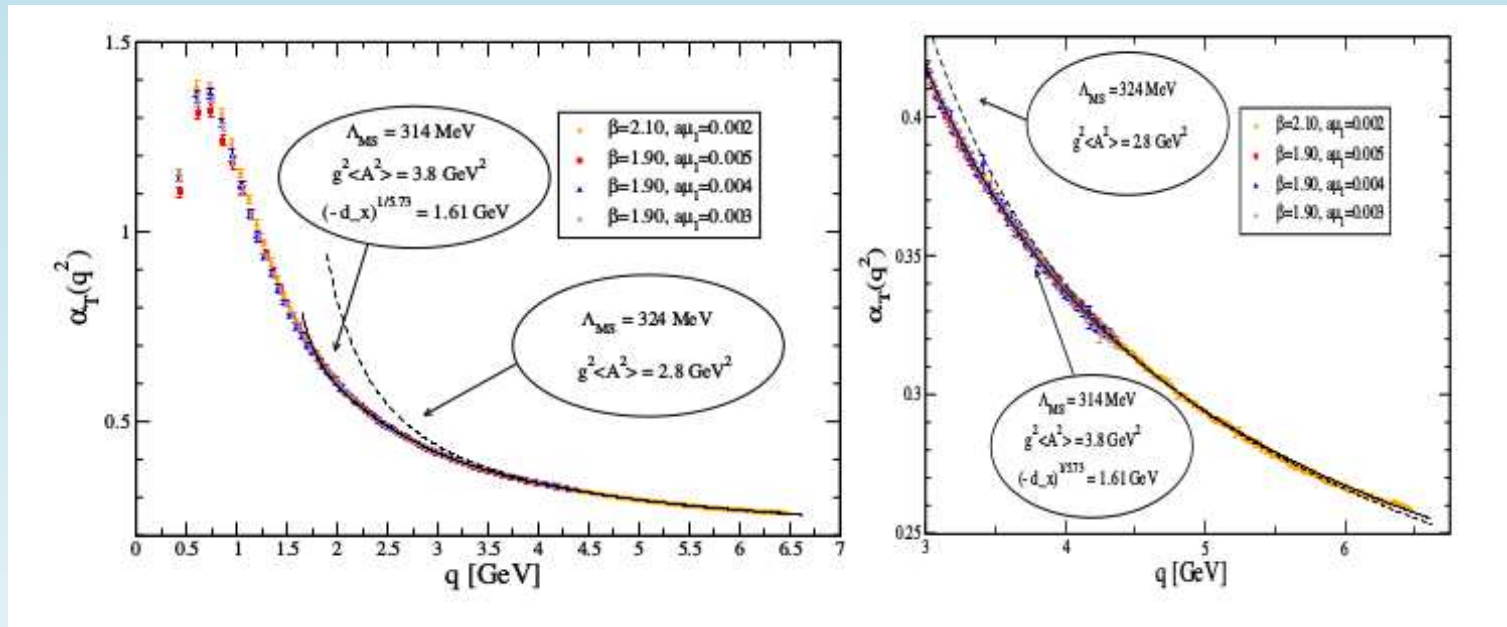 1.5
1
0.5
0 0.5 1 1.5 2 2.5 3 3.5 4 4.5 5 5.5 6 6.5 7
q [GeV]
α_T(q²)
Λ_MS = 314 MeV
g²<A²> = 3.8 GeV²
(-d_x)^1/5.73 = 1.61 GeV
β=2.10, aμ_l=0.002
β=1.90, aμ_l=0.005
β=1.90, aμ_l=0.004
β=1.90, aμ_l=0.003
Λ_MS = 324 MeV
g²<A²> = 2.8 GeV²
0.4
0.35
0.3
0.25
3 4 5 6
q [GeV]
α_T(q²)
Λ_MS = 324 MeV
g²<A²> = 2.8 GeV²
β=2.10, aμ_l=0.002
β=1.90, aμ_l=0.005
β=1.90, aμ_l=0.004
β=1.90, aμ_l=0.003
Λ_MS = 314 MeV
g²<A²> = 3.8 GeV²
(-d_x)^1/5.73 = 1.61 GeV